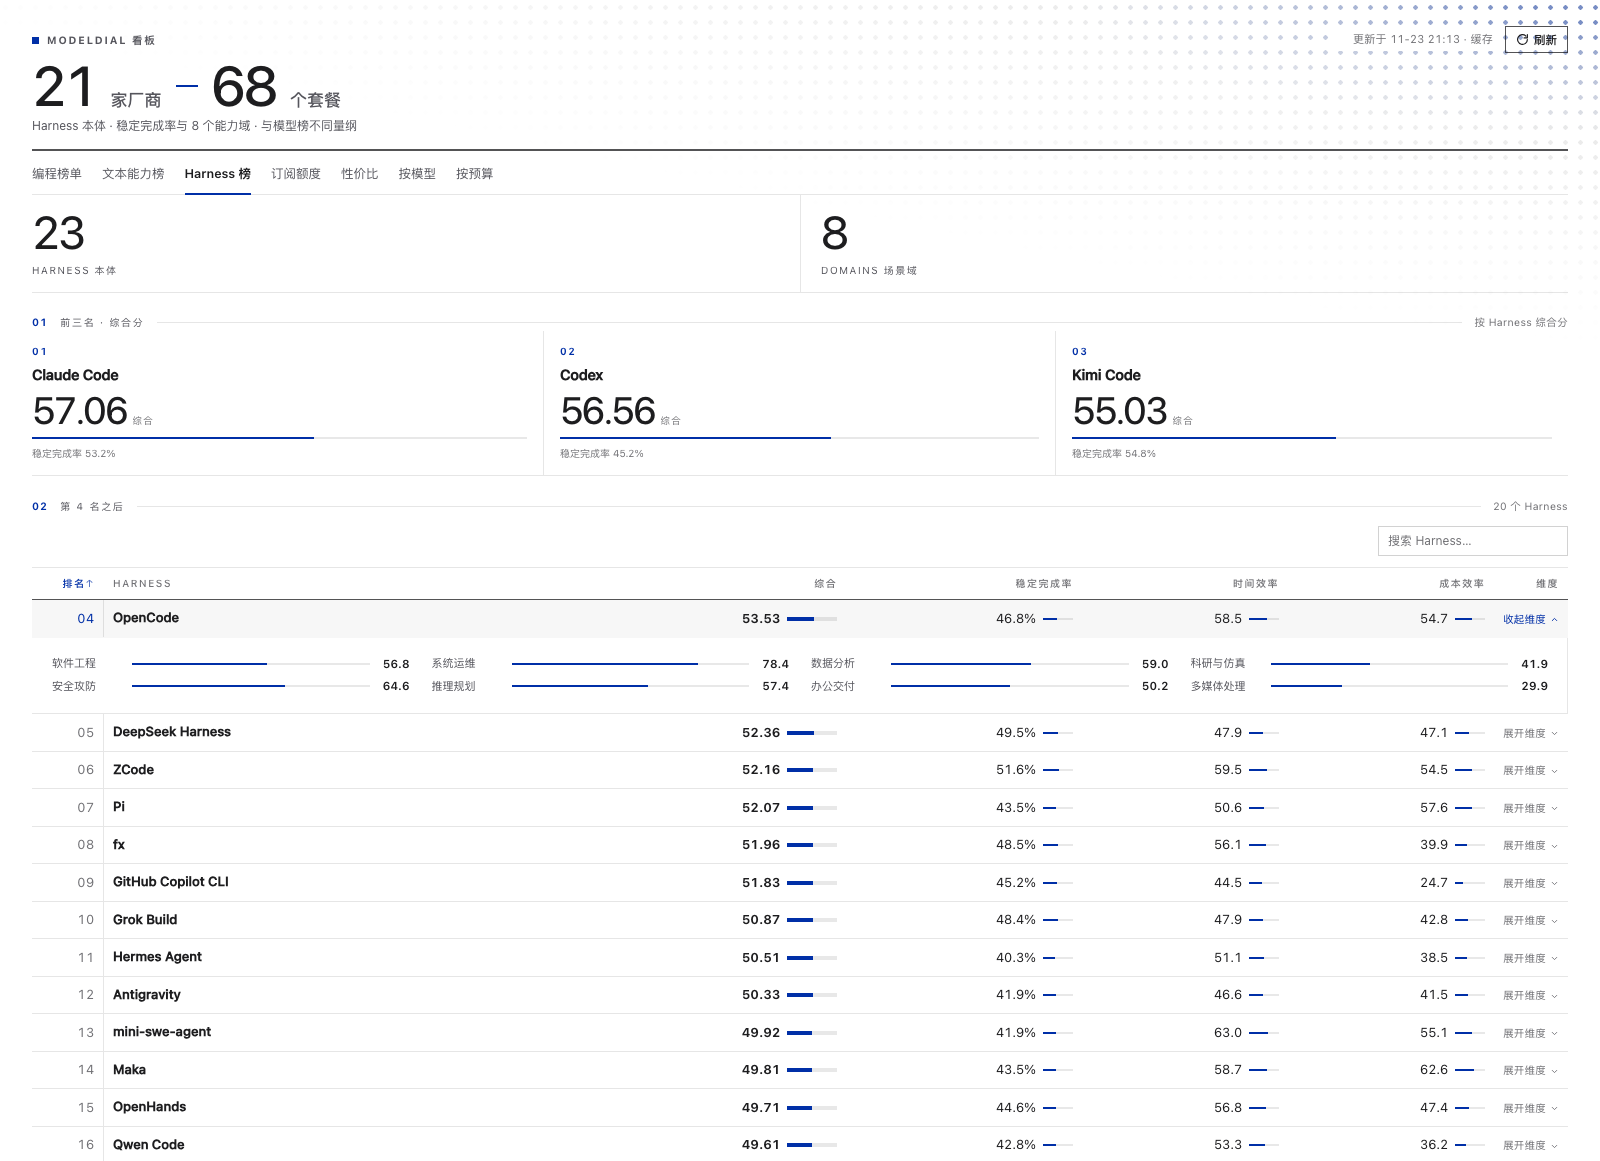 MODELDIAL 看板
更新于 11-23 21:13 · 缓存 刷新
21 家厂商 — 68 个套餐
Harness 本体 · 稳定完成率与 8 个能力域 · 与模型榜不同量纲
编程榜单 文本能力榜 Harness 榜 订阅额度 性价比 按模型 按预算
23 8
HARNESS 本体 DOMAINS 场景域
01 前三名 · 综合分 按 Harness 综合分
01 02 03
Claude Code Codex Kimi Code
57.06 综合 56.56 综合 55.03 综合
稳定完成率 53.2% 稳定完成率 45.2% 稳定完成率 54.8%
02 第 4 名之后 20 个 Harness
搜索 Harness...
排名↑ HARNESS 综合 稳定完成率 时间效率 成本效率 维度
04 OpenCode 53.53 46.8% 58.5 54.7 收起维度
软件工程 56.8 系统运维 78.4 数据分析 59.0 科研与仿真 41.9
安全攻防 64.6 推理规划 57.4 办公交付 50.2 多媒体处理 29.9
05 DeepSeek Harness 52.36 49.5% 47.9 47.1 展开维度
06 ZCode 52.16 51.6% 59.5 54.5 展开维度
07 Pi 52.07 43.5% 50.6 57.6 展开维度
08 fx 51.96 48.5% 56.1 39.9 展开维度
09 GitHub Copilot CLI 51.83 45.2% 44.5 24.7 展开维度
10 Grok Build 50.87 48.4% 47.9 42.8 展开维度
11 Hermes Agent 50.51 40.3% 51.1 38.5 展开维度
12 Antigravity 50.33 41.9% 46.6 41.5 展开维度
13 mini-swe-agent 49.92 41.9% 63.0 55.1 展开维度
14 Maka 49.81 43.5% 58.7 62.6 展开维度
15 OpenHands 49.71 44.6% 56.8 47.4 展开维度
16 Qwen Code 49.61 42.8% 53.3 36.2 展开维度